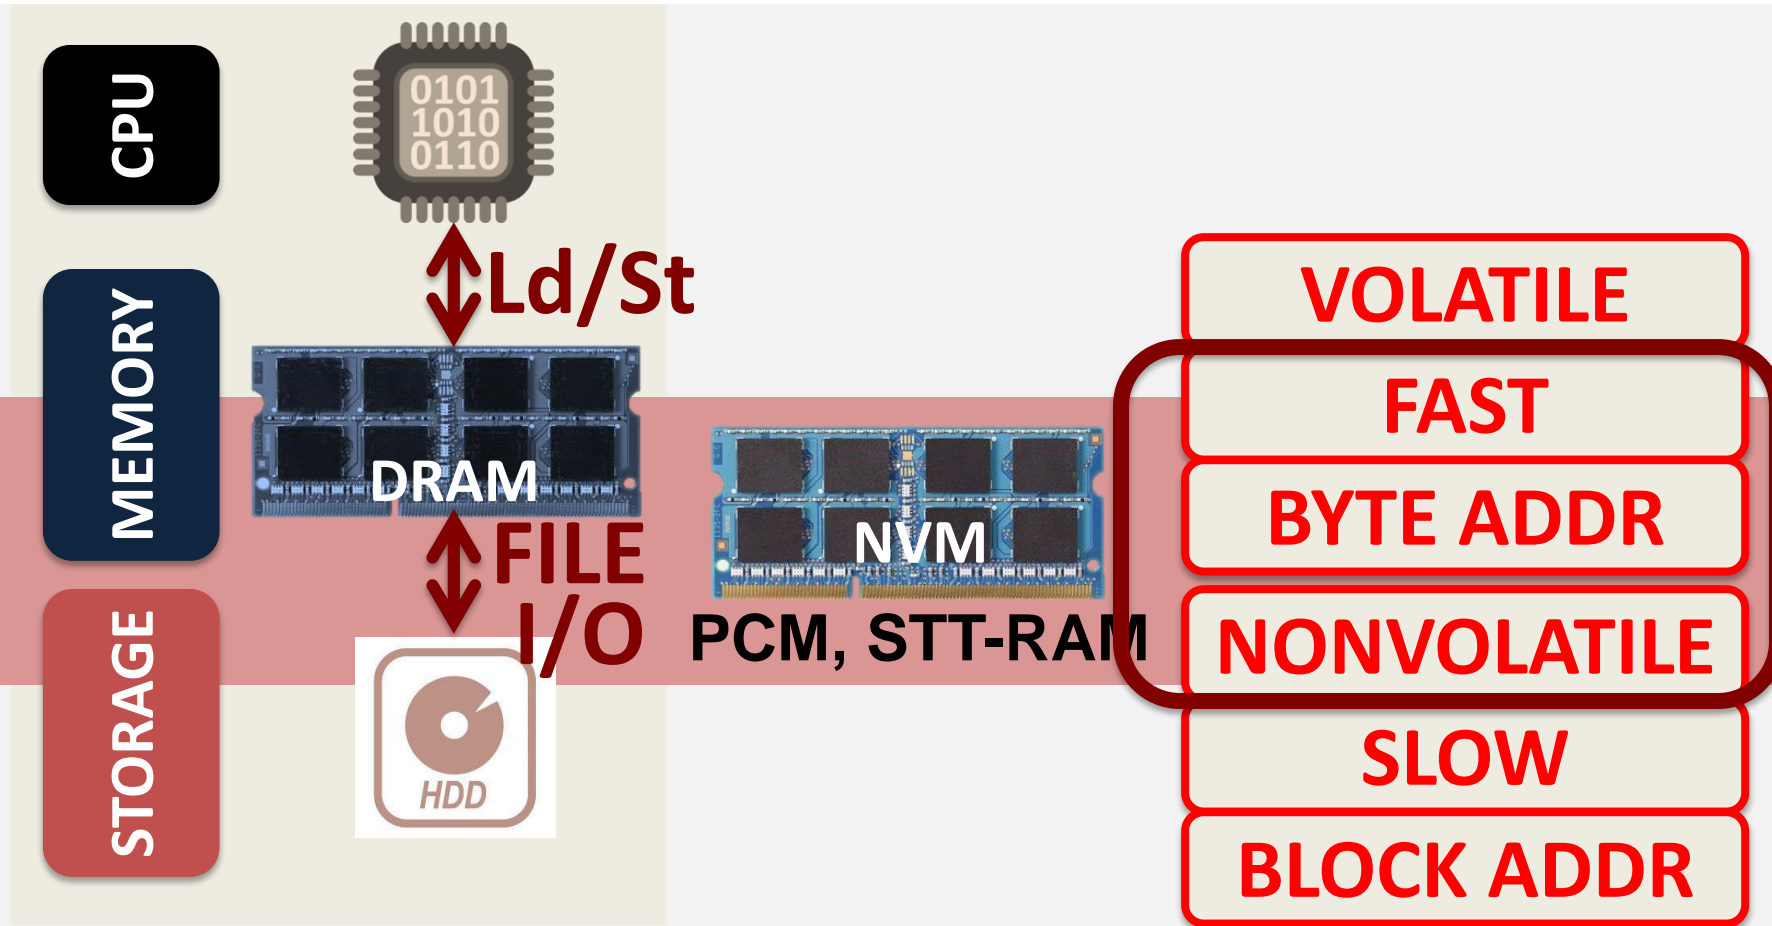 CPU
0101
1010
0110
Ld/St
MEMORY
DRAM
FILE
I/O
STORAGE
HDD
NVM
PCM, STT-RAM
VOLATILE
FAST
BYTE ADDR
NONVOLATILE
SLOW
BLOCK ADDR